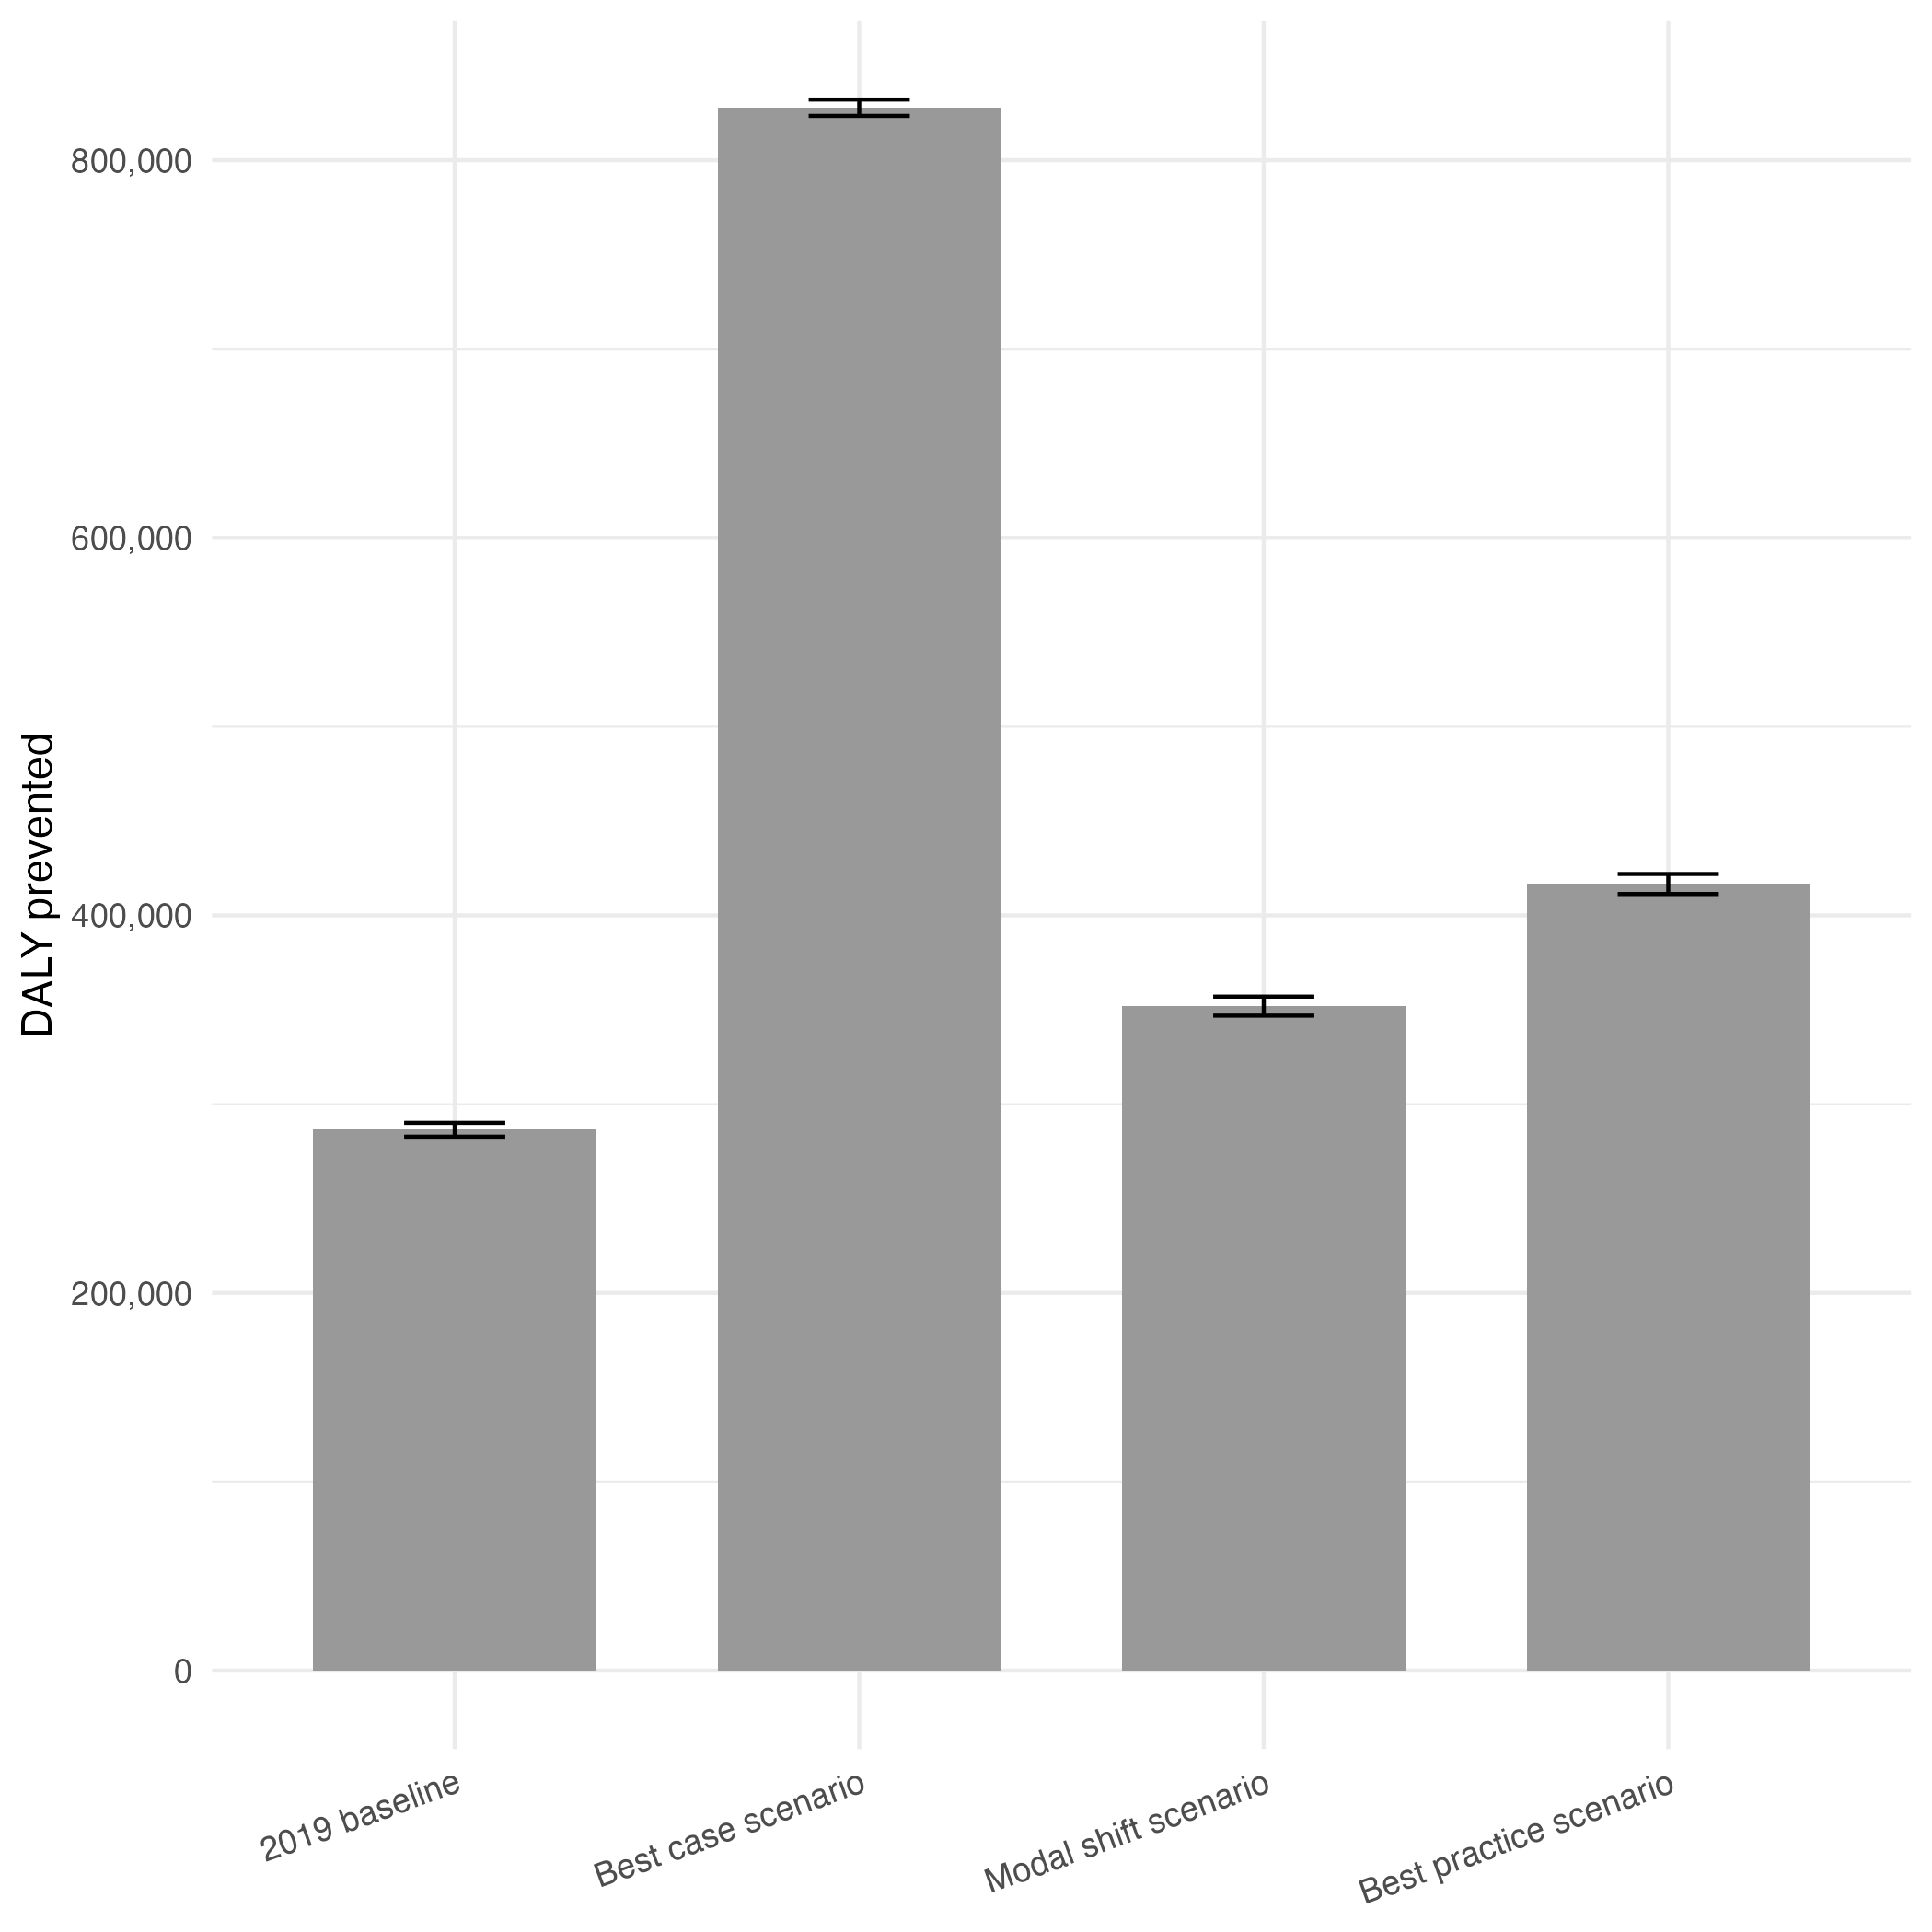 DALY prevented
800,000
600,000
400,000
200,000
0
2019 baseline
Best case scenario
Modal shift scenario
Best practice scenario